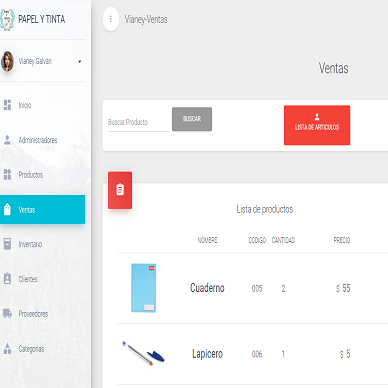 PAPEL Y TINTA
Vianey-Ventas
Vianey Galván
Ventas
Inicio
Administradores
Productos
Ventas
Inventario
Clientes
Proveedores
Categorias
Buscar Producto
BUSCAR
LISTA DE ARTICULOS
Lista de productos
NOMBRE CODIGO CANTIDAD PRECIO
Cuaderno 005 2 $ 55
Lapicero 006 1 $ 5